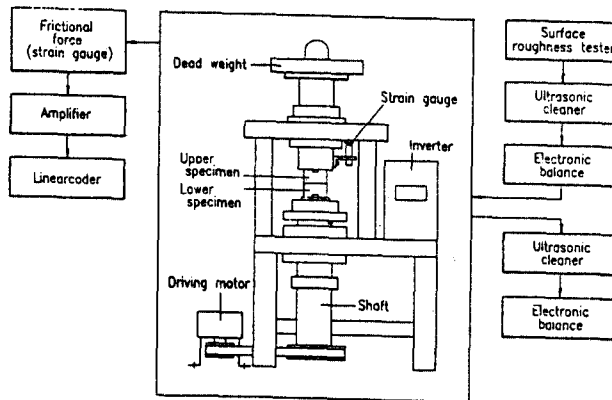 Frictional
force
(strain gauge)
Amplifier
Linearcoder
Dead weight
Strain gauge
Upper
specimen
Lower
specimen
Inverter
Driving motor
Shaft
Surface
roughness tester
Ultrasonic
cleaner
Electronic
balance
Ultrasonic
cleaner
Electronic
balance